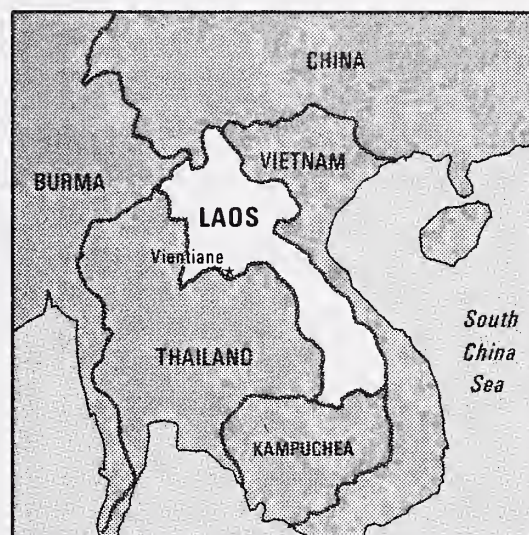 CHINA
VIETNAM
BURMA
LAOS
Vientiane
South
China
Sea
THAILAND
KAMPUCHEA